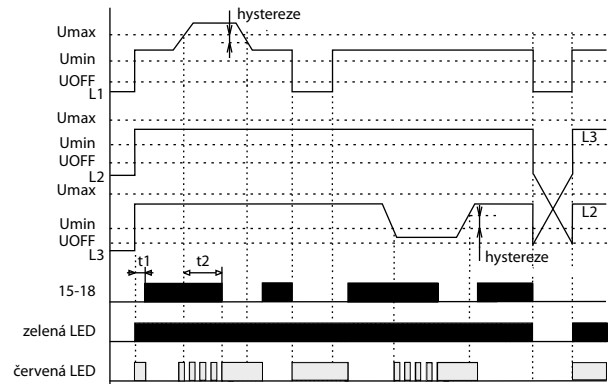 hystereze
Umax
Umin
UOFF
L1
Umax
Umin
UOFF
L3
L2
Umax
L2
Umin
UOFF
L3
hystereze
t1
t2
15-18
zelená LED
červená LED